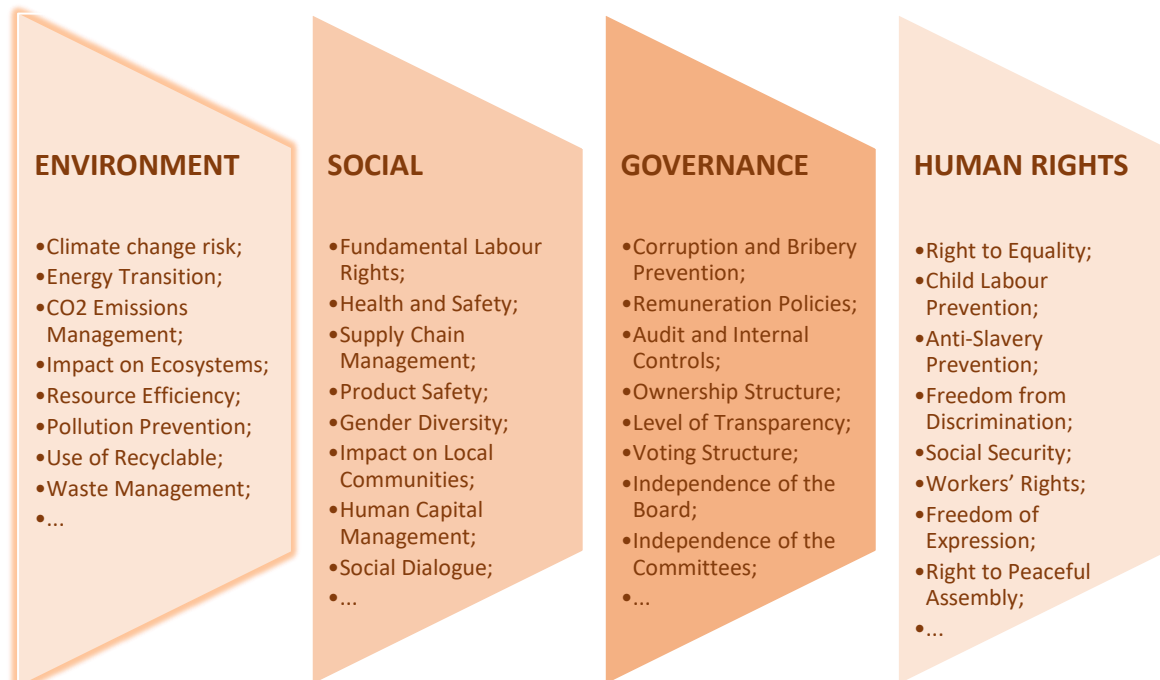 ENVIRONMENT
•Climate change risk;
•Energy Transition;
•CO2 Emissions
Management;
•Impact on Ecosystems;
•Resource Efficiency;
•Pollution Prevention;
•Use of Recyclable;
•Waste Management;
•...
SOCIAL
•Fundamental Labour
Rights;
•Health and Safety;
•Supply Chain
Management;
•Product Safety;
•Gender Diversity;
•Impact on Local
Communities;
•Human Capital
Management;
•Social Dialogue;
•...
GOVERNANCE
•Corruption and Bribery
Prevention;
•Remuneration Policies;
•Audit and Internal
Controls;
•Ownership Structure;
•Level of Transparency;
•Voting Structure;
•Independence of the
Board;
•Independence of the
Committees;
•...
HUMAN RIGHTS
•Right to Equality;
•Child Labour
Prevention;
•Anti-Slavery
Prevention;
•Freedom from
Discrimination;
•Social Security;
•Workers’ Rights;
•Freedom of
Expression;
•Right to Peaceful
Assembly;
•...